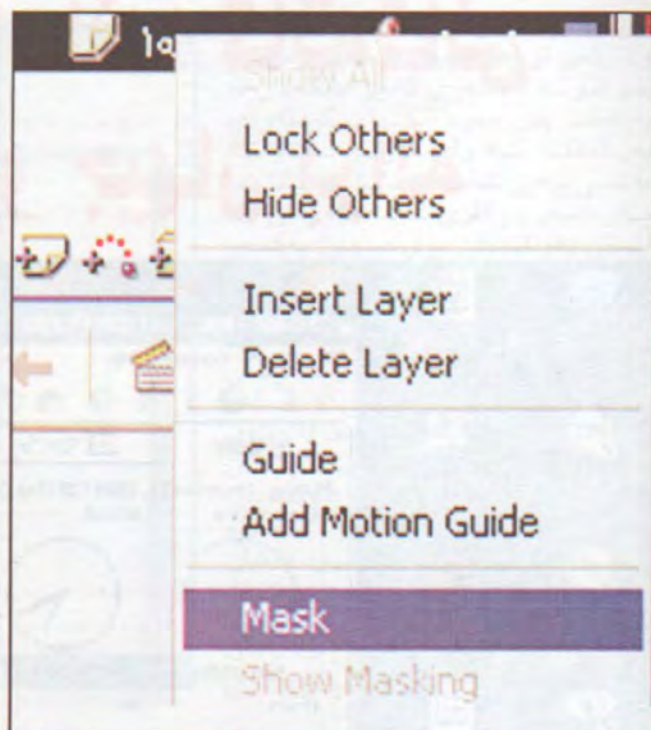 Show All
Lock Others
Hide Others
Insert Layer
Delete Layer
Guide
Add Motion Guide
Mask
Show Masking